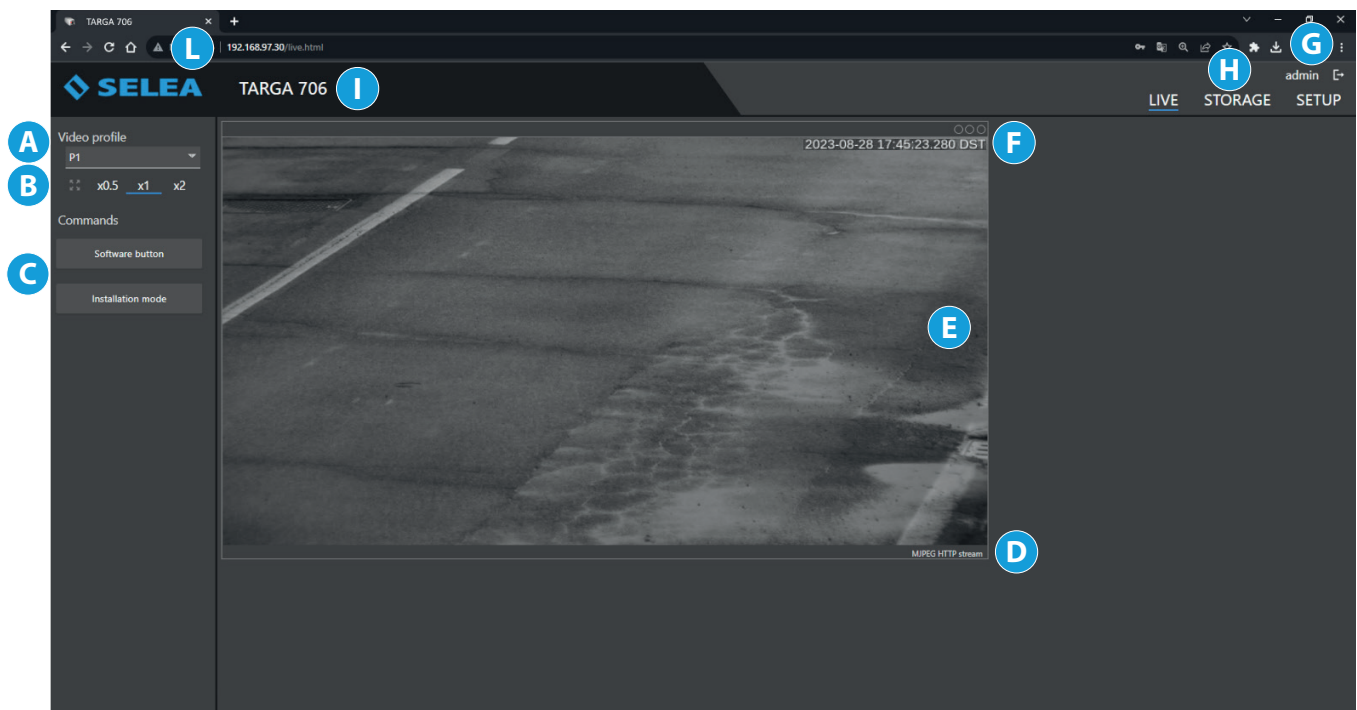 TARGA 706
L
192.168.97.30/live.html
G
H
SELEA
TARGA 706
I
admin
LIVE STORAGE SETUP
A
Video profile
P1
F
2023-08-28 17:45:23.280 DST
B
x0.5 x1 x2
Commands
C
Software button
Installation mode
E
D
MJPEG HTTP stream